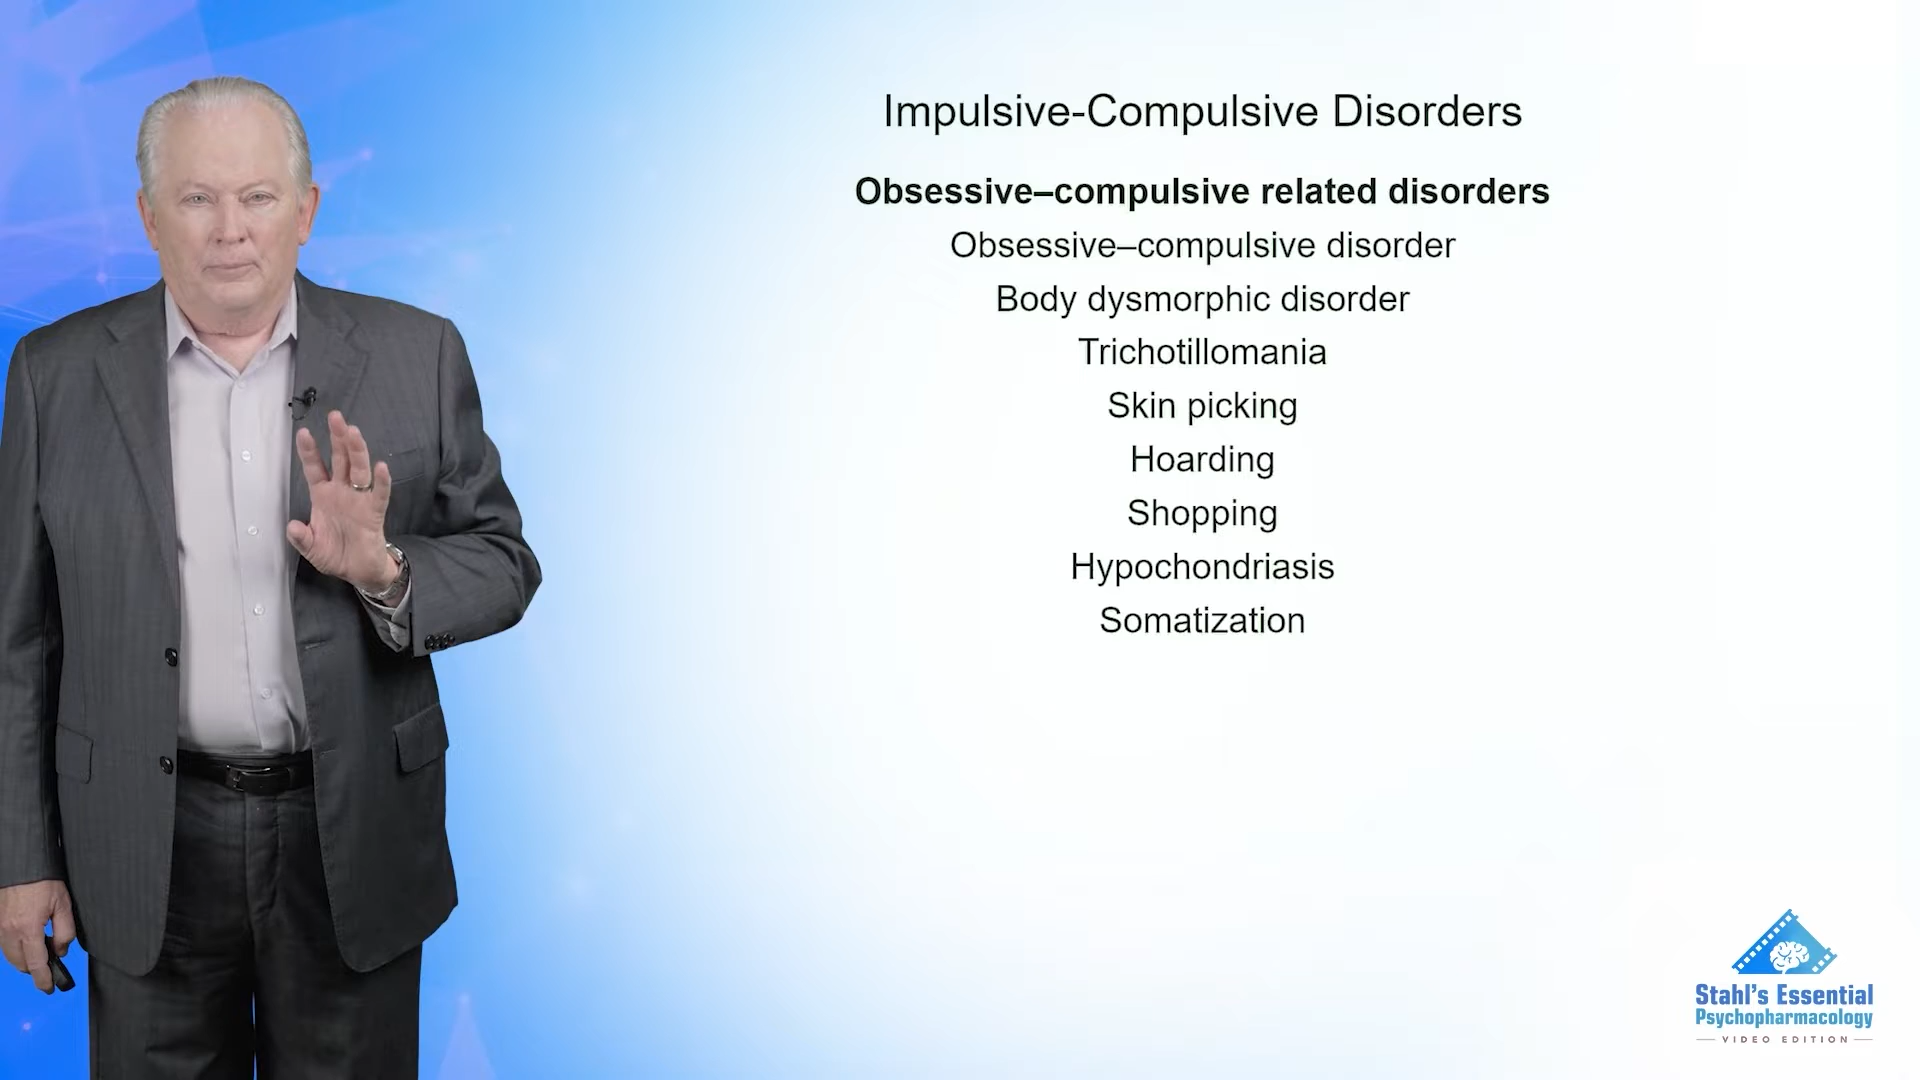 Impulsive-Compulsive Disorders
Obsessive–compulsive related disorders
Obsessive–compulsive disorder
Body dysmorphic disorder
Trichotillomania
Skin picking
Hoarding
Shopping
Hypochondriasis
Somatization
Stahl's Essential
Psychopharmacology
VIDEO EDITION